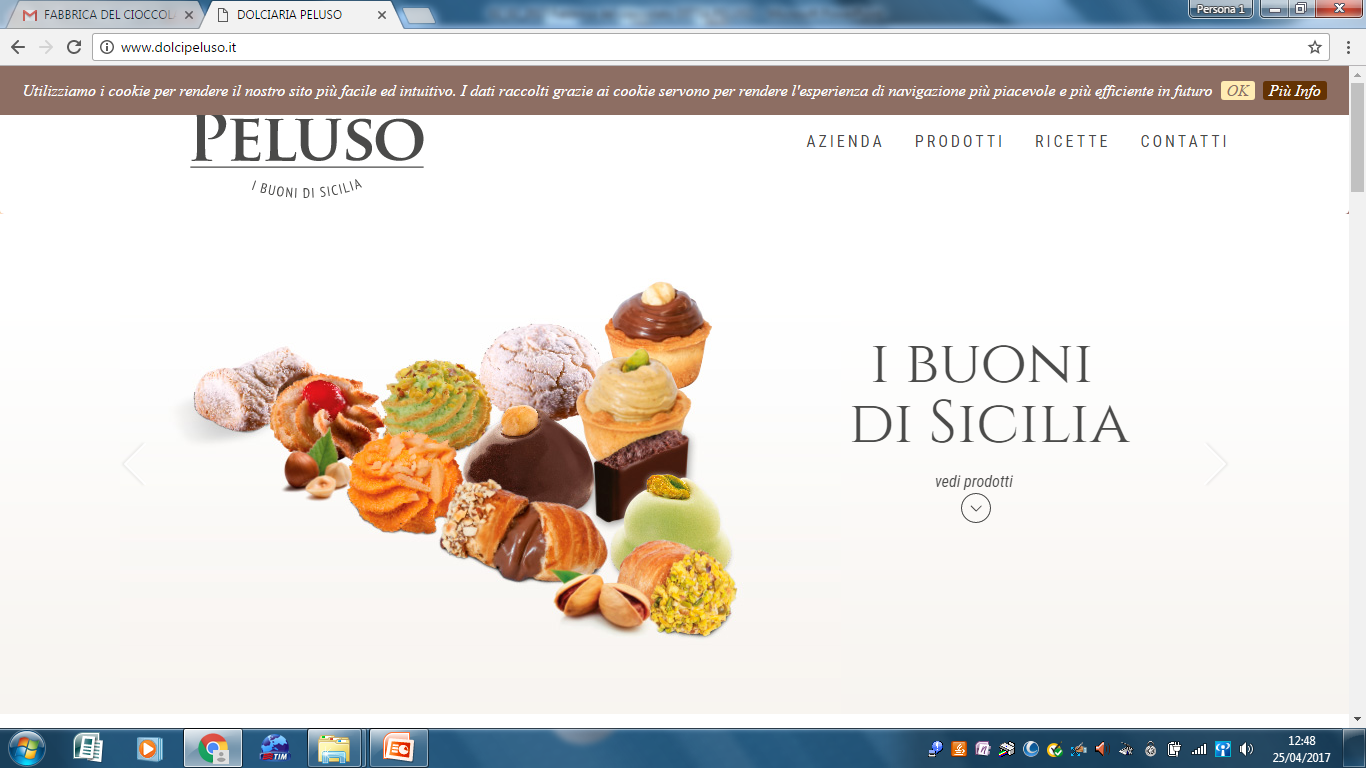 FABBRICA DEL CIOCCOL
DOLCIARIA PELUSO
Persona 1
www.dolcipeluso.it
Utilizziamo i cookie per rendere il nostro sito più facile ed intuitivo. I dati raccolti grazie ai cookie servono per rendere l'esperienza di navigazione più piacevole e più efficiente in futuro OK Più Info
PELUSO
I BUONI DI SICILIA
AZIENDA PRODOTTI RICETTE CONTATTI
I BUONI
DI SICILIA
vedi prodotti
TIM
12:48
25/04/2017